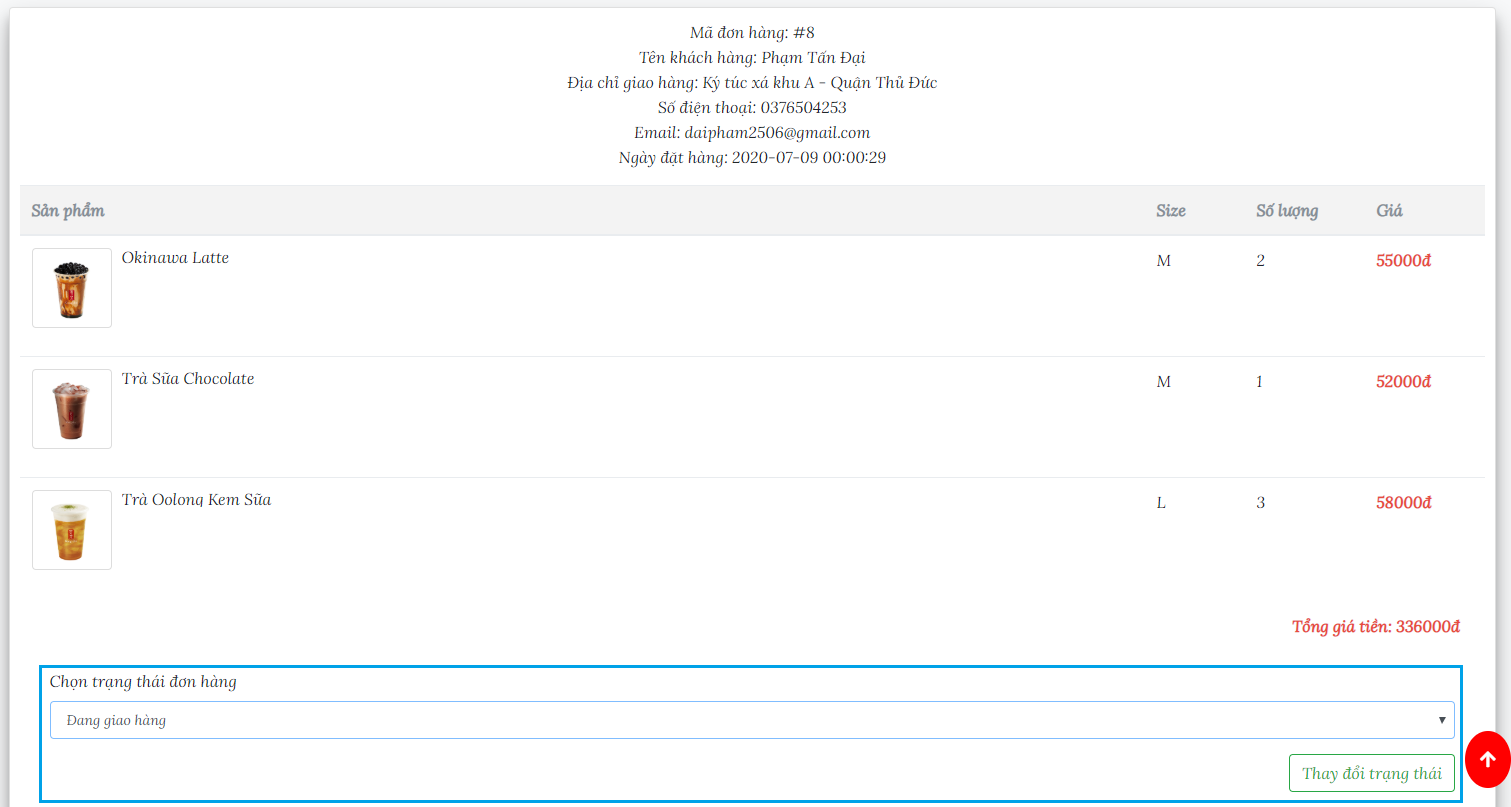 Mã đơn hàng: #8
Tên khách hàng: Phạm Tấn Đại
Địa chỉ giao hàng: Ký túc xá khu A - Quận Thủ Đức
Số điện thoại: 0376504253
Email: daipham2506@gmail.com
Ngày đặt hàng: 2020-07-09 00:00:29
Sản phẩm Size Số lượng Giá
Okinawa Latte M 2 55000đ
Trà Sữa Chocolate M 1 52000đ
Trà Oolong Kem Sữa L 3 58000đ
Tổng giá tiền: 336000đ
Chọn trạng thái đơn hàng
Đang giao hàng
Thay đổi trạng thái